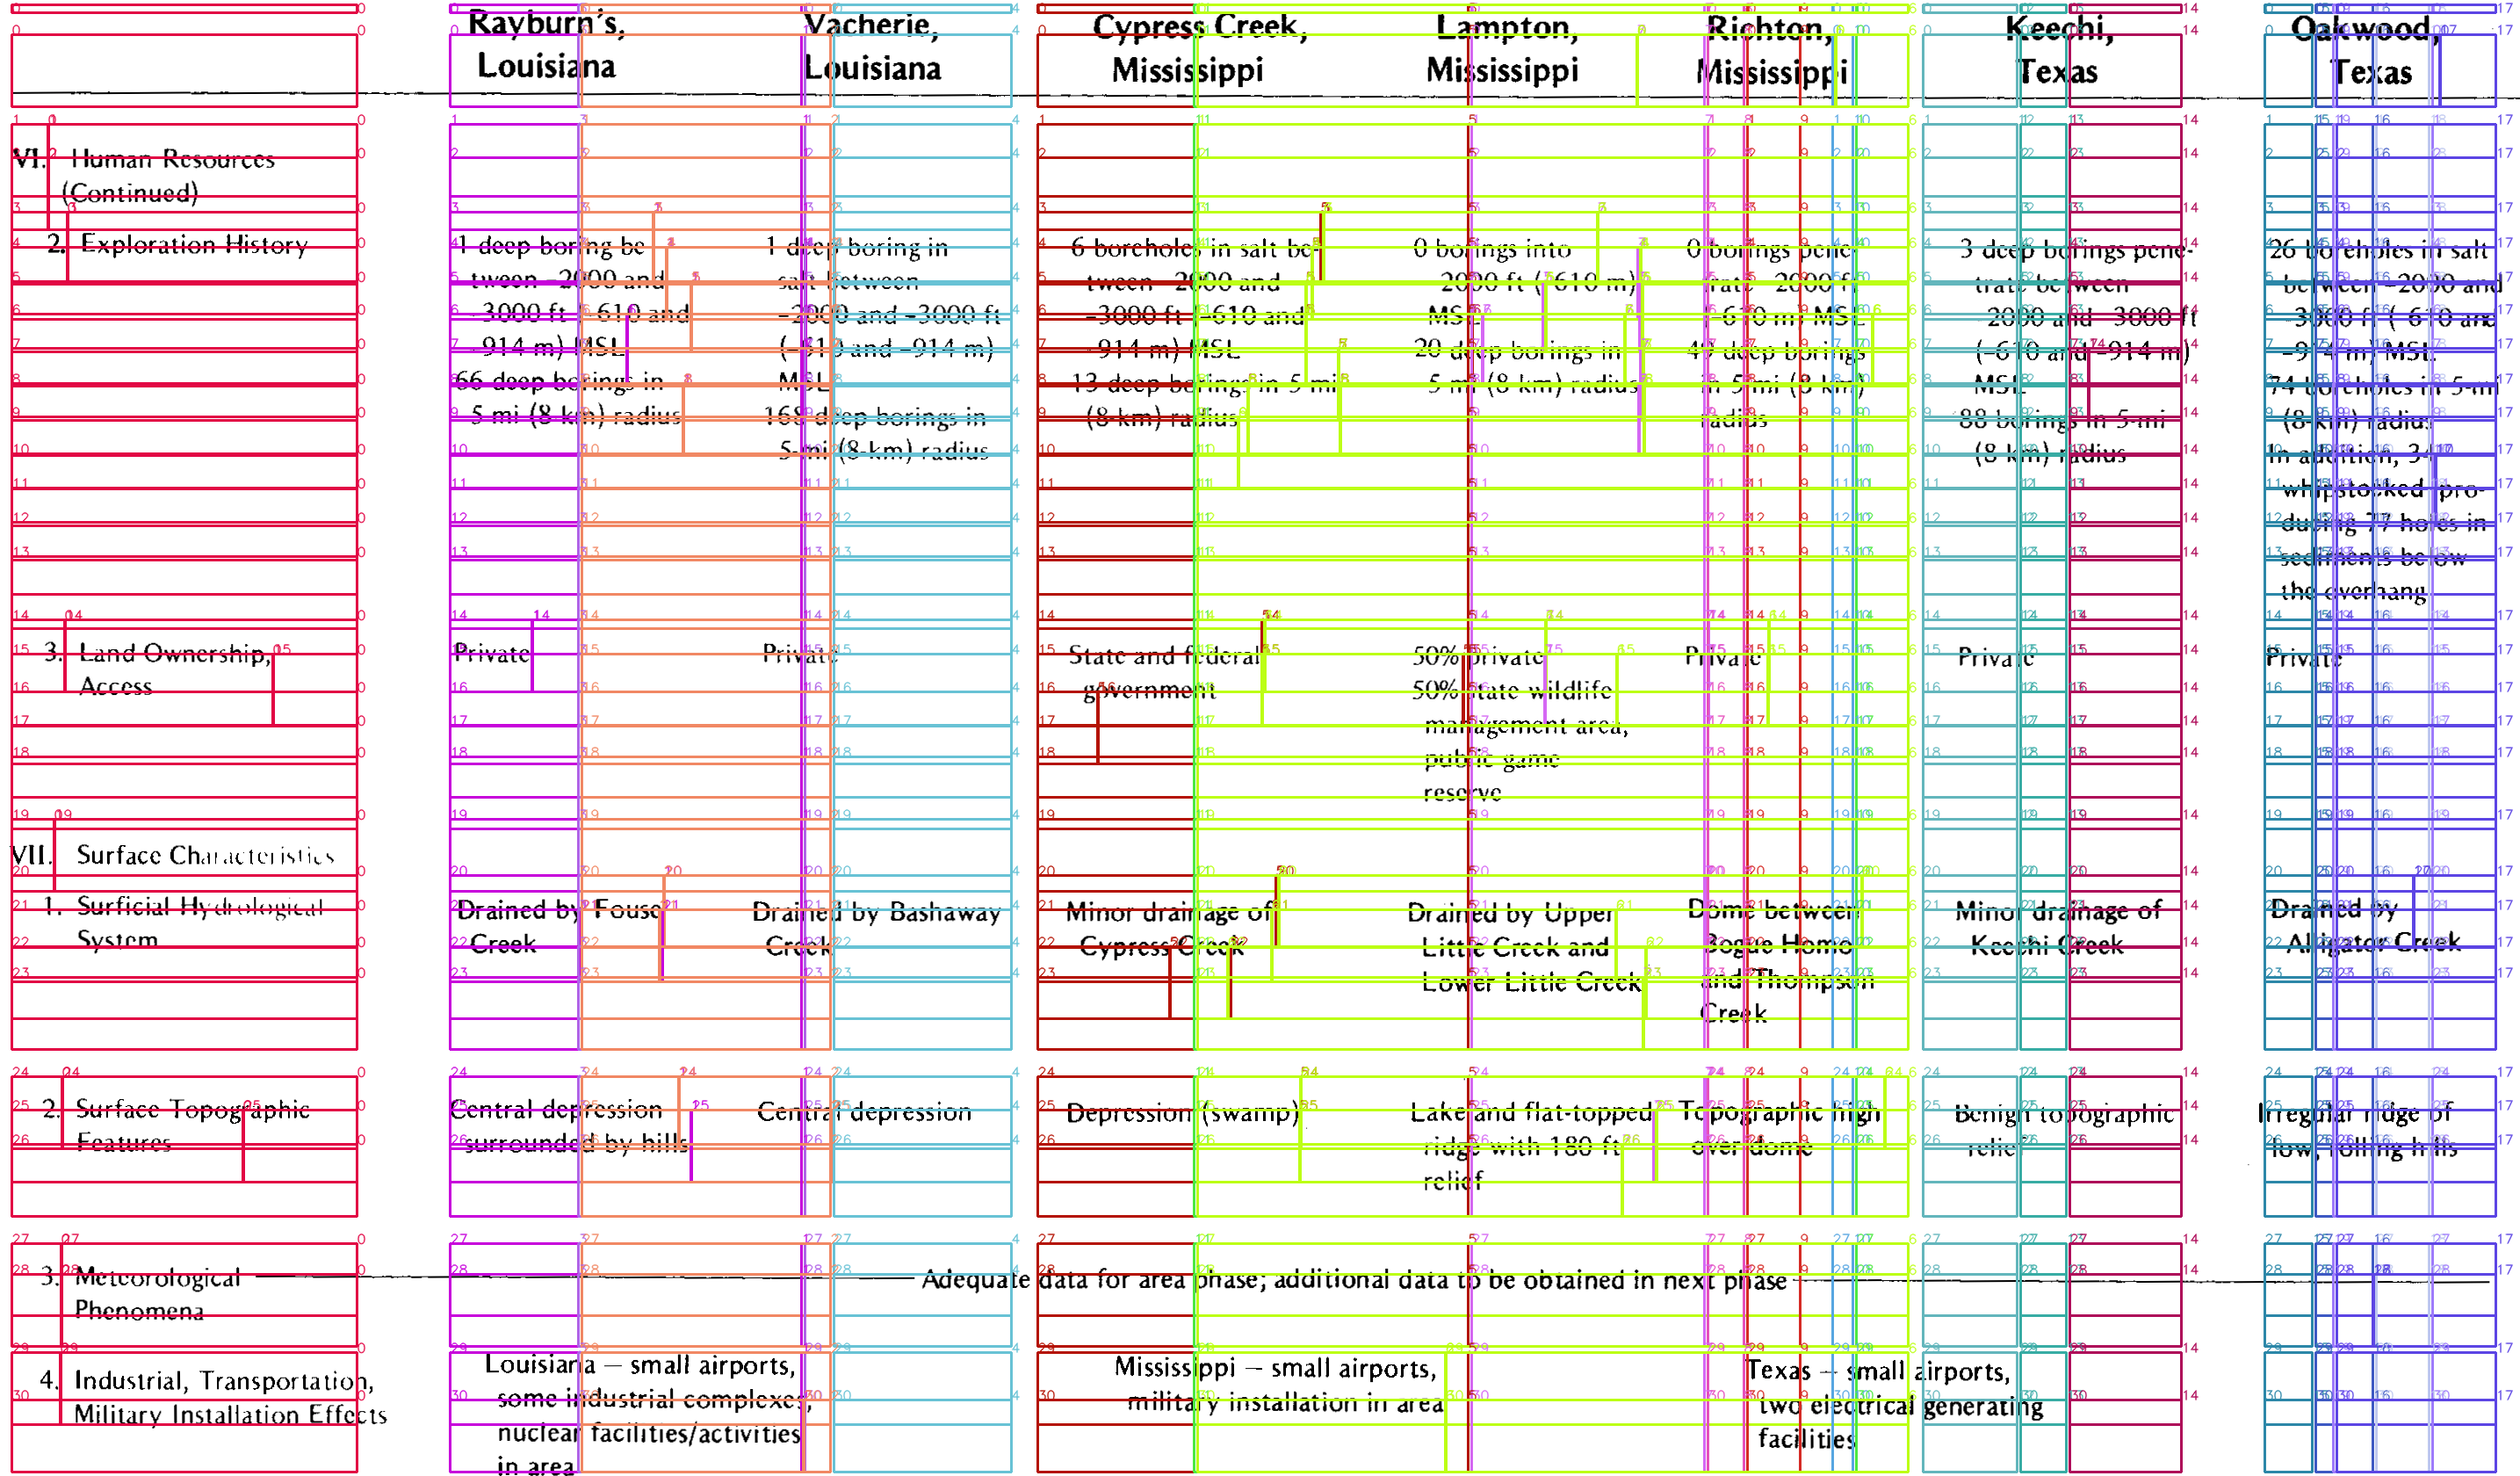 Rayburn's, Louisiana
Vacherie, Louisiana
Cypress Creek, Mississippi
Lampton, Mississippi
Richton, Mississippi
Keechi, Texas
Oakwood, Texas
VI. Human Resources
(Continued)
2. Exploration History
1 deep boring be
tween -2000 and
-3000 ft (-610 and
-914 m) MSL
66 deep borings in
5 mi (8-km) radius
1 deep boring in
salt between
-2000 and -3000 ft
(-610 and -914 m)
MSL
168 deep borings in
5-mi (8-km) radius
6 boreholes in salt be
tween -2000 and
-3000 ft (-610 and
-914 m) MSL
13 deep borings in 5 mi
(8-km) radius
0 borings into
-2000 ft (-610 m)
MSL
20 deep borings in
5 mi (8 km) radius
0 borings pene-
trate -2000 ft
(-610 m) MSL
49 deep borings
in 5-mi (8 km)
radius
3 deep borings pene-
trate between
-2000 and -3000 ft
(-610 and -914 m)
MSL
88 borings in 5-mi
(8 km) radius
26 boreholes in salt
between -2000 and
-3000 ft (-610 and
-914 m) MSL
74 boreholes in 5-mi
(8-km) radius
In addition,
whipstocked pro-
ducing 77 holes in
sediments below
the overhang
3. Land Ownership,
Access
Private
Private
State and federal
government
50% private
50% state wildlife
management area,
public game
reserve
Private
Private
Private
VII. Surface Characteristics
1. Surficial Hydrological
System
Drained by Fouse
Creek
Drained by Bashaway
Creek
Minor drainage of
Cypress Creek
Drained by Upper
Little Creek and
Lower Little Creek
Dome between
Bogue Homo
and Thompson
Creek
Minor drainage of
Keechi Creek
Drained by
Alligator Creek
2. Surface Topographic
Features
Central depression
surrounded by hills
Central depression
Depression (swamp)
Lake and flat-topped
ridge with 180 ft
relief
Topographic high
over dome
Benign topographic
relief
Irregular ridge of
low, rolling hills
3. Meteorological
Phenomena
Adequate data for area phase; additional data to be obtained in next phase
4. Industrial, Transportation,
Military Installation Effects
Louisiana — small airports,
some industrial complexes,
nuclear facilities/activities
in area
Mississippi — small airports,
military installation in area
Texas — small airports,
two electrical generating
facilities